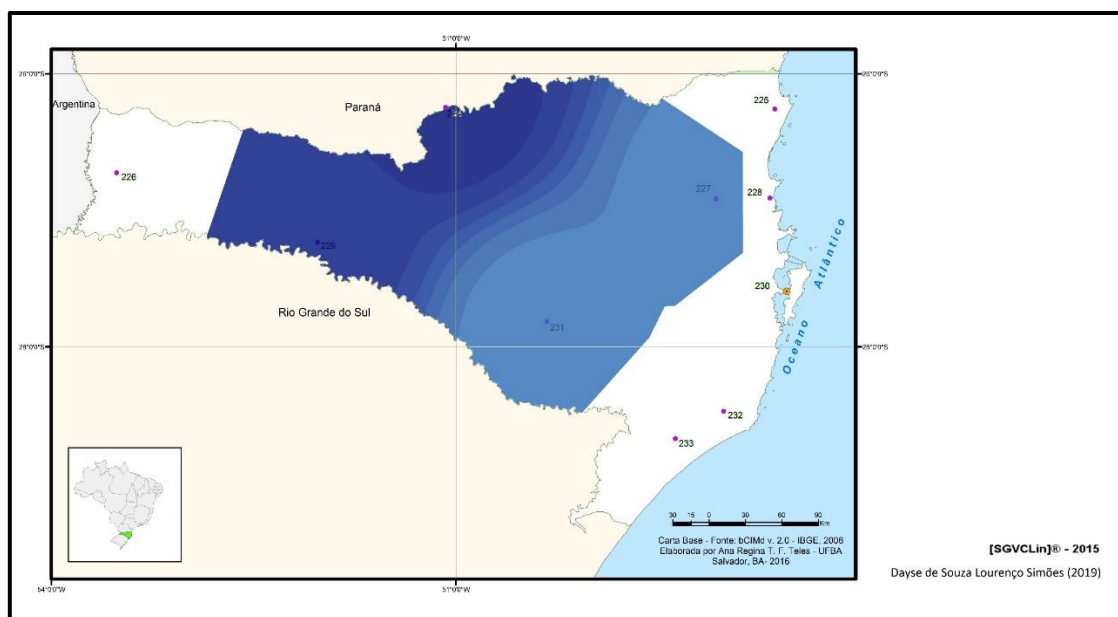 51°0'0"W
26°0'0"S
26°0'0"S
Argentina
Paraná
225
226
227
228
229
230
Oceano Atlântico
Rio Grande do Sul
231
28°0'0"S
28°0'0"S
232
233
30 15 0 30 60 90
Km
Carta Base - Fonte: bCIMd v. 2.0 - IBGE, 2006
Elaborada por Ana Regina T. F. Teles - UFBA
Salvador, BA- 2016
54°0'0"W
51°0'0"W
[SGVCLin]® - 2015
Dayse de Souza Lourenço Simões (2019)